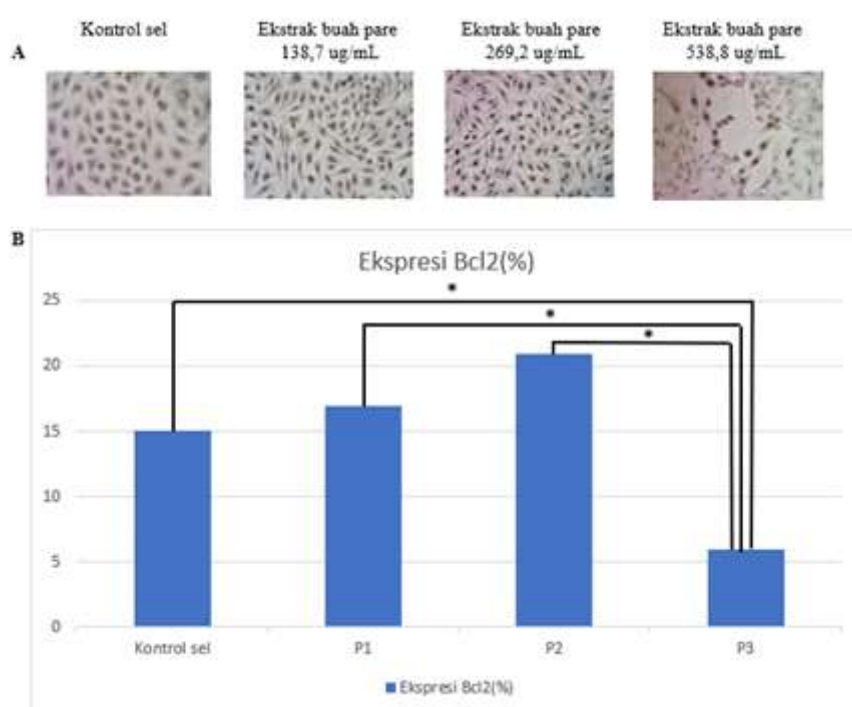 Kontrol sel
Ekstrak buah pare
138,7 ug/mL
Ekstrak buah pare
269,2 ug/mL
Ekstrak buah pare
538,8 ug/mL
A
B
Ekspresi Bcl2(%)
25
20
15
10
5
0
*
*
*
Kontrol sel
P1
P2
P3
Ekspresi Bcl2(%)